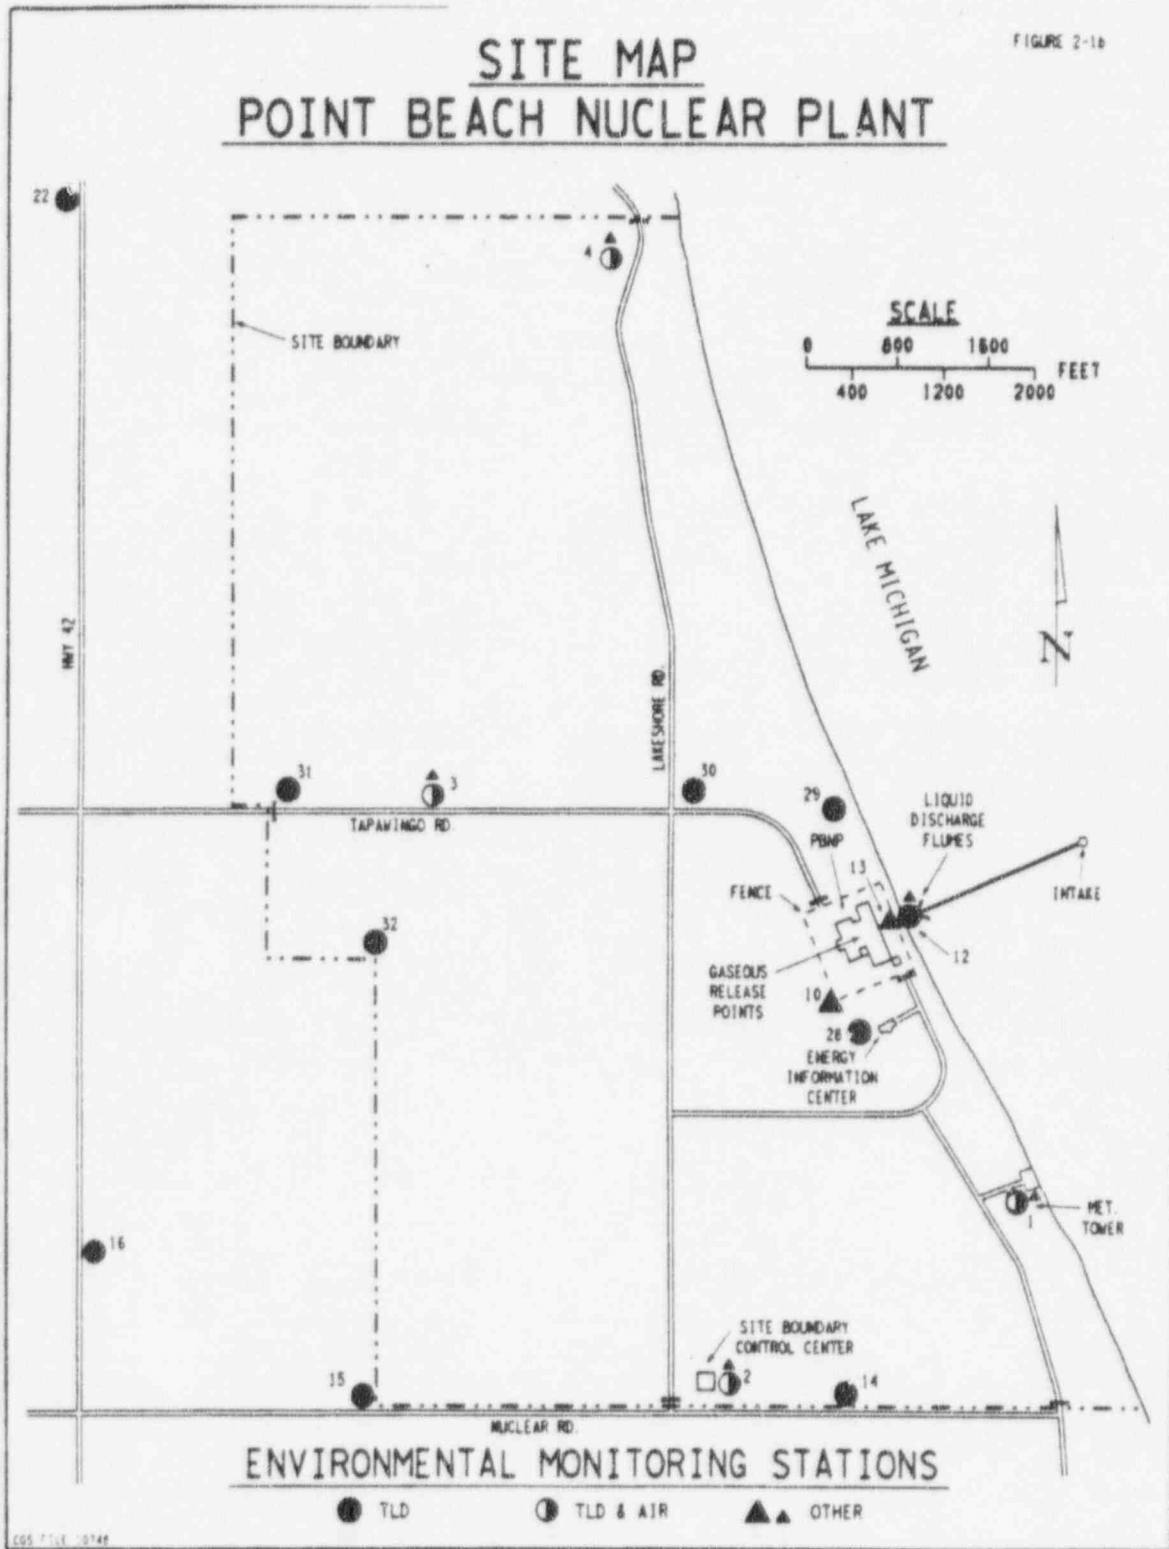 FIGURE 2-1b
SITE MAP
POINT BEACH NUCLEAR PLANT
22
4
SITE BOUNDARY
SCALE
0 800 1600
FEET
400 1200 2000
LAKE MICHIGAN
N
HWY 42
LAKESHORE RD.
31
3
30
29
TAPAWINGO RD.
LIQUID
DISCHARGE
FLUMES
PBNP
13
FENCE
INTAKE
32
12
GASEOUS
RELEASE
POINTS
10
28
ENERGY
INFORMATION
CENTER
1
MET.
TOWER
16
SITE BOUNDARY
CONTROL CENTER
2
15
14
NUCLEAR RD.
ENVIRONMENTAL MONITORING STATIONS
TLD
TLD & AIR
OTHER